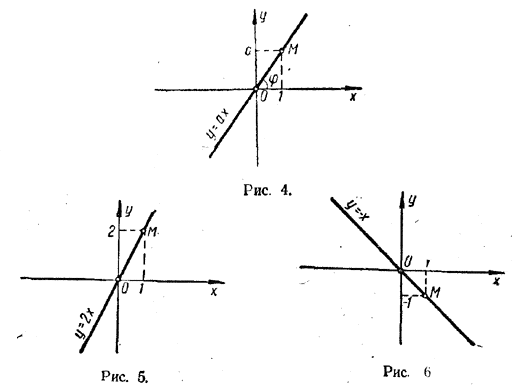 y
a M
φ
0 1 x
y=ax
Рис. 4.
y
2 M
0 1 x
y=2x
Рис. 5.
y
y=-x
0 1
x
-1 M
Рис. 6